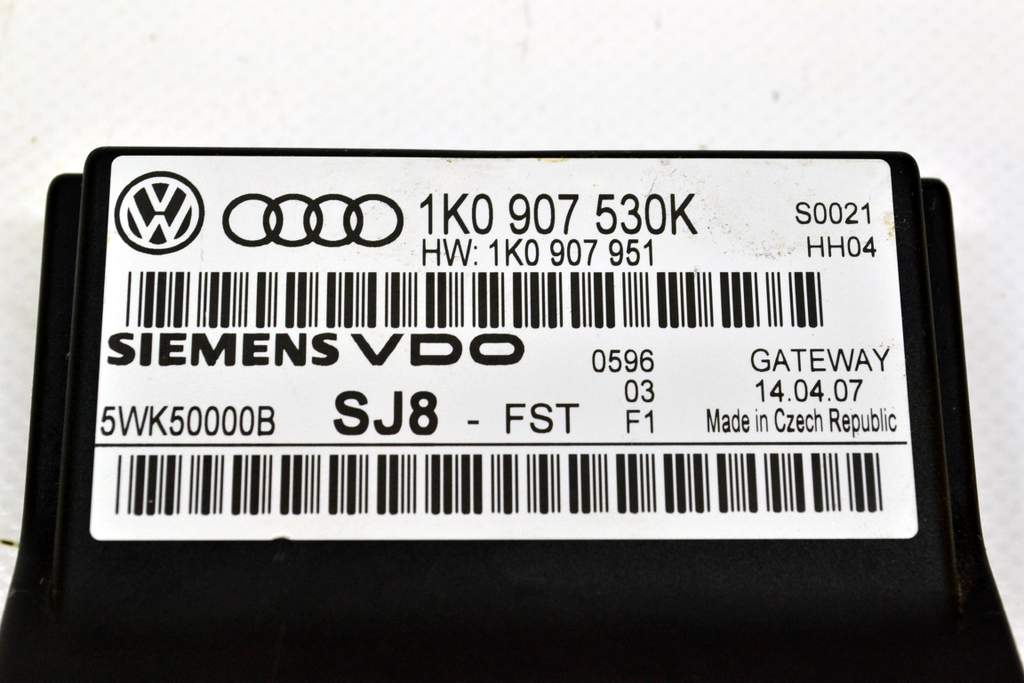 1K0 907 530K S0021
HW: 1K0 907 951 HH04
SIEMENS VDO 0596 GATEWAY
03 14.04.07
5WK50000B SJ8 - FST F1 Made in Czech Republic